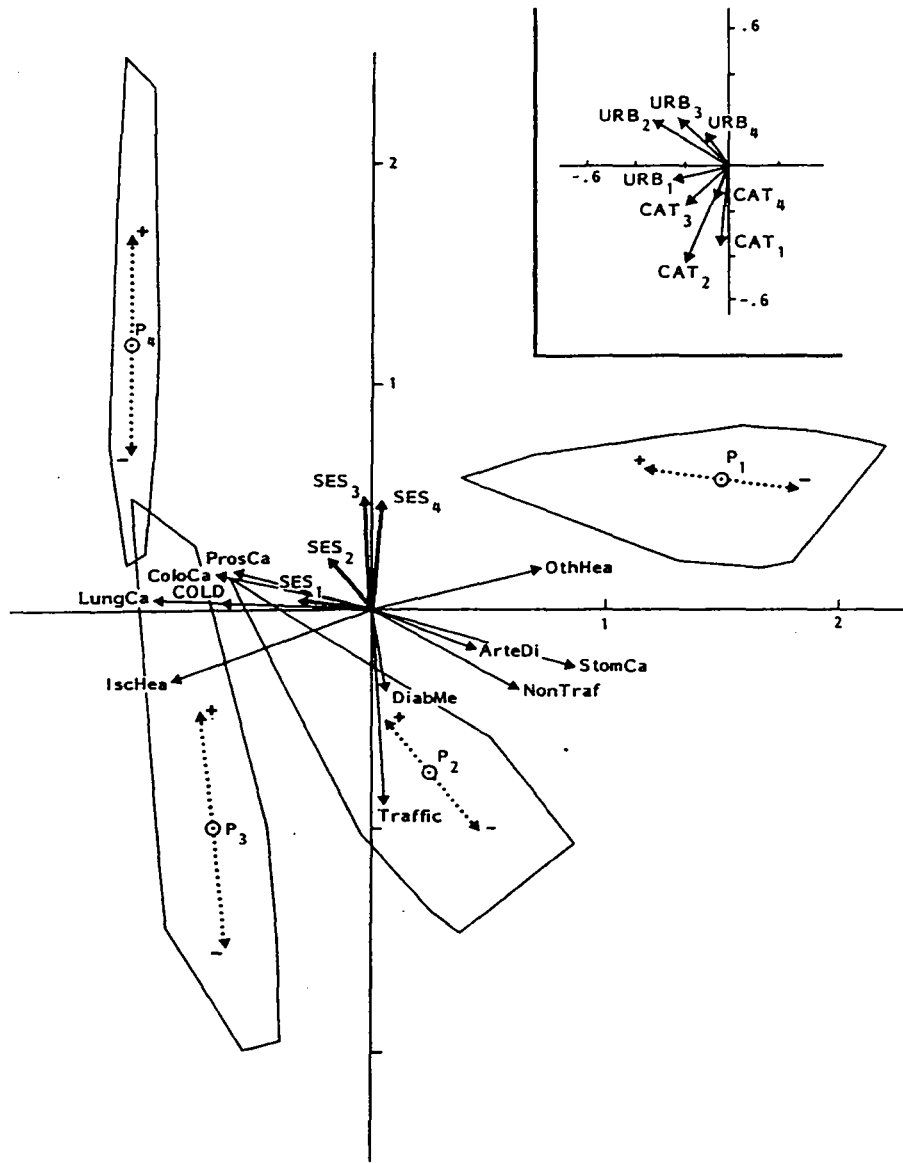 .6
URB3
URB2
URB4
-.6
URB1
CAT3
CAT4
CAT1
CAT2
-.6
2
+
P4
-
1
+
P1
-
SES3
SES4
SES2
ProsCa
ColoCa
SES1
OthHea
LungCa
COLD
1
2
ArteDi
StomCa
IscHea
DiabMe
NonTraf
+
+
P2
Traffic
-
P3
-